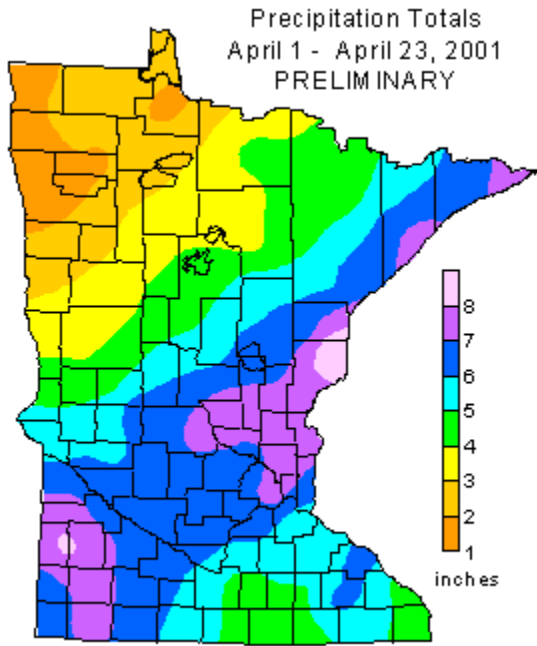 Precipitation Totals
April 1 - April 23, 2001
PRELIMINARY
8
7
6
5
4
3
2
1
inches